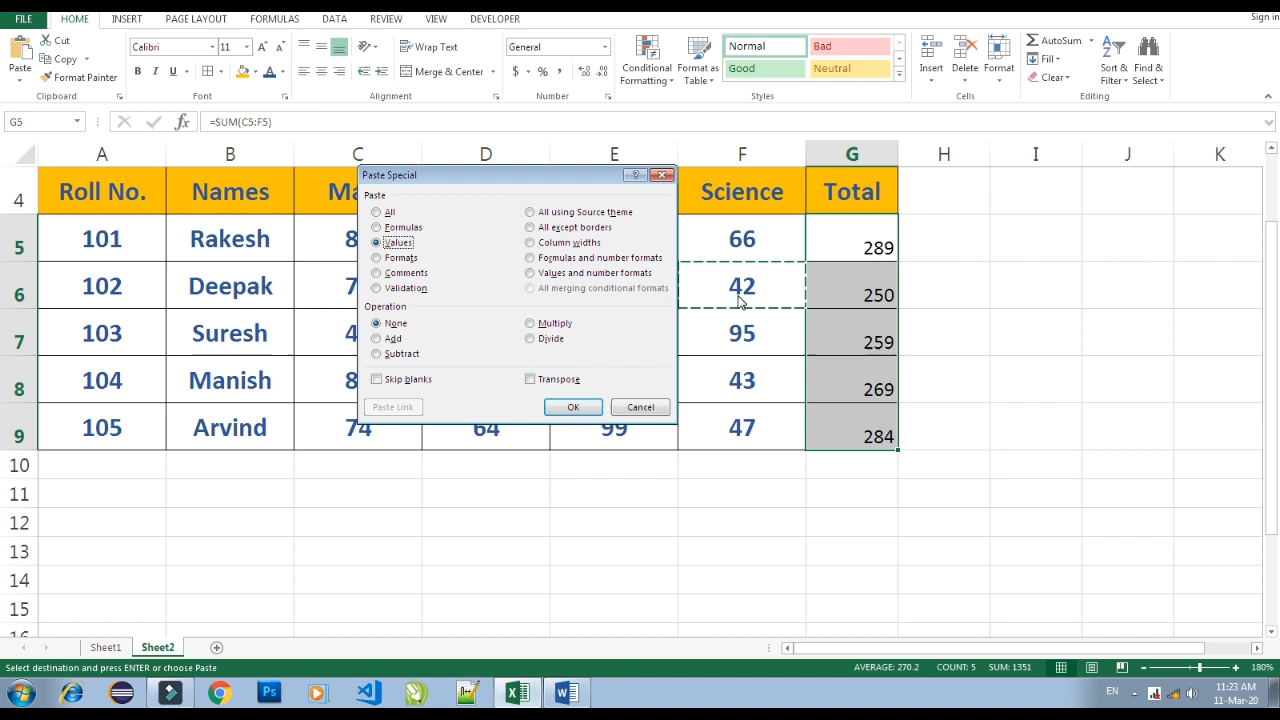 FILE HOME INSERT PAGE LAYOUT FORMULAS DATA REVIEW VIEW DEVELOPER Sign in
Paste
Cut
Copy
Format Painter
Clipboard
Calibri 11
B I U
Font
Wrap Text
Merge & Center
Alignment
General
$ % ,
Number
Conditional Formatting
Format as Table
Normal Bad
Good Neutral
Styles
Insert Delete Format
Cells
AutoSum
Fill
Clear
Sort & Filter
Find & Select
Editing
G5 fx =SUM(C5:F5)
A B C D E F G H I J K
4 Roll No. Names Ma Science Total
5 101 Rakesh 8 66 289
6 102 Deepak 7 42 250
7 103 Suresh 4 95 259
8 104 Manish 8 43 269
9 105 Arvind 74 64 99 47 284
10
11
12
13
14
15
16
Paste Special
Paste
All All using Source theme
Formulas All except borders
Values Column widths
Formats Formulas and number formats
Comments Values and number formats
Validation All merging conditional formats
Operation
None Multiply
Add Divide
Subtract
Skip blanks Transpose
Paste Link OK Cancel
Sheet1 Sheet2
Select destination and press ENTER or choose Paste AVERAGE: 270.2 COUNT: 5 SUM: 1351 180%
Ps
EN 11:23 AM
11-Mar-20